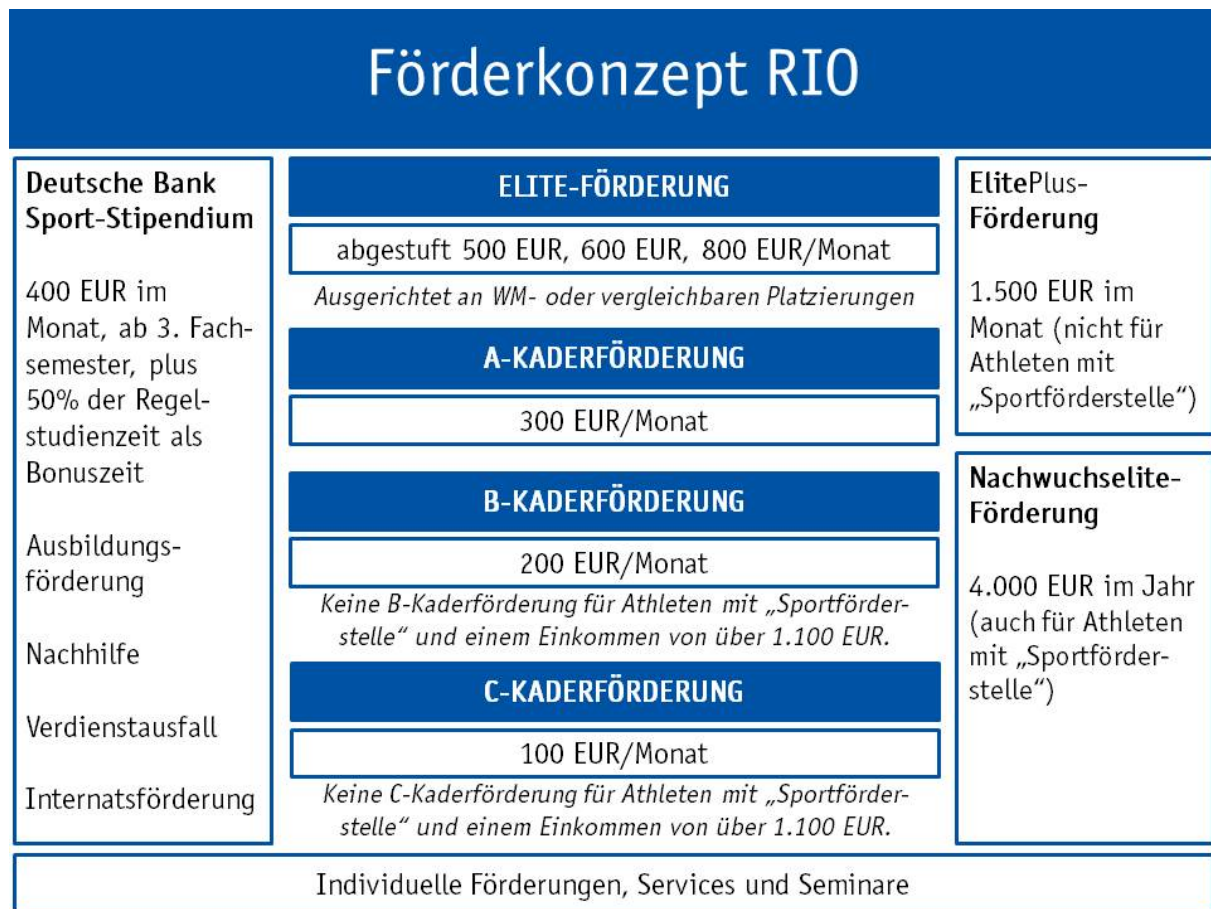 Förderkonzept RIO
Deutsche Bank
Sport-Stipendium
400 EUR im
Monat, ab 3. Fach-
semester, plus
50% der Regel-
studienzeit als
Bonuszeit
Ausbildungs-
förderung
Nachhilfe
Verdienstausfall
Internatsförderung
ELITE-FÖRDERUNG
abgestuft 500 EUR, 600 EUR, 800 EUR/Monat
Ausgerichtet an WM- oder vergleichbaren Platzierungen
A-KADERFÖRDERUNG
300 EUR/Monat
B-KADERFÖRDERUNG
200 EUR/Monat
Keine B-Kaderförderung für Athleten mit „Sportförder-
stelle“ und einem Einkommen von über 1.100 EUR.
C-KADERFÖRDERUNG
100 EUR/Monat
Keine C-Kaderförderung für Athleten mit „Sportförder-
stelle“ und einem Einkommen von über 1.100 EUR.
ElitePlus-
Förderung
1.500 EUR im
Monat (nicht für
Athleten mit
„Sportförderstelle“)
Nachwuchselite-
Förderung
4.000 EUR im Jahr
(auch für Athleten
mit „Sportförder-
stelle“)
Individuelle Förderungen, Services und Seminare